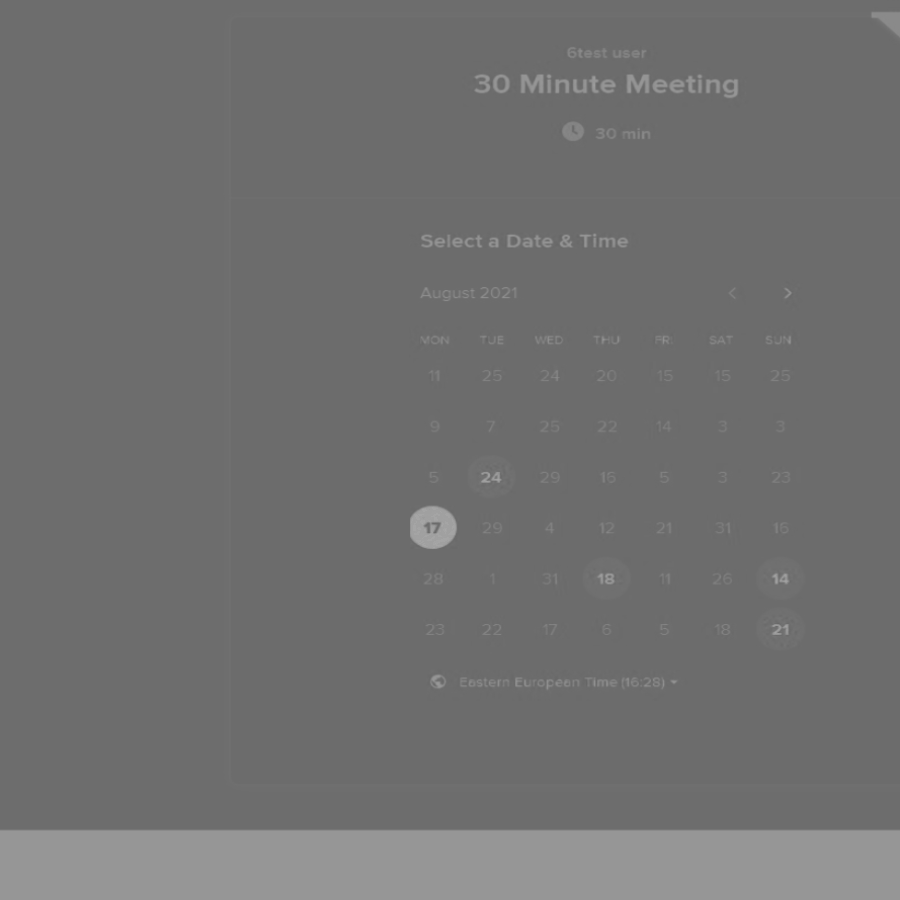 6test user
30 Minute Meeting
30 min
Select a Date & Time
August 2021
MON TUE WED THU FR SAT SUN
11 25 24 20 15 15 25
9 7 25 22 14 3 3
5 24 29 15 5 3 23
17 29 4 12 21 31 15
28 1 31 18 11 26 14
23 22 17 6 5 18 21
Eastern European Time (16:28)